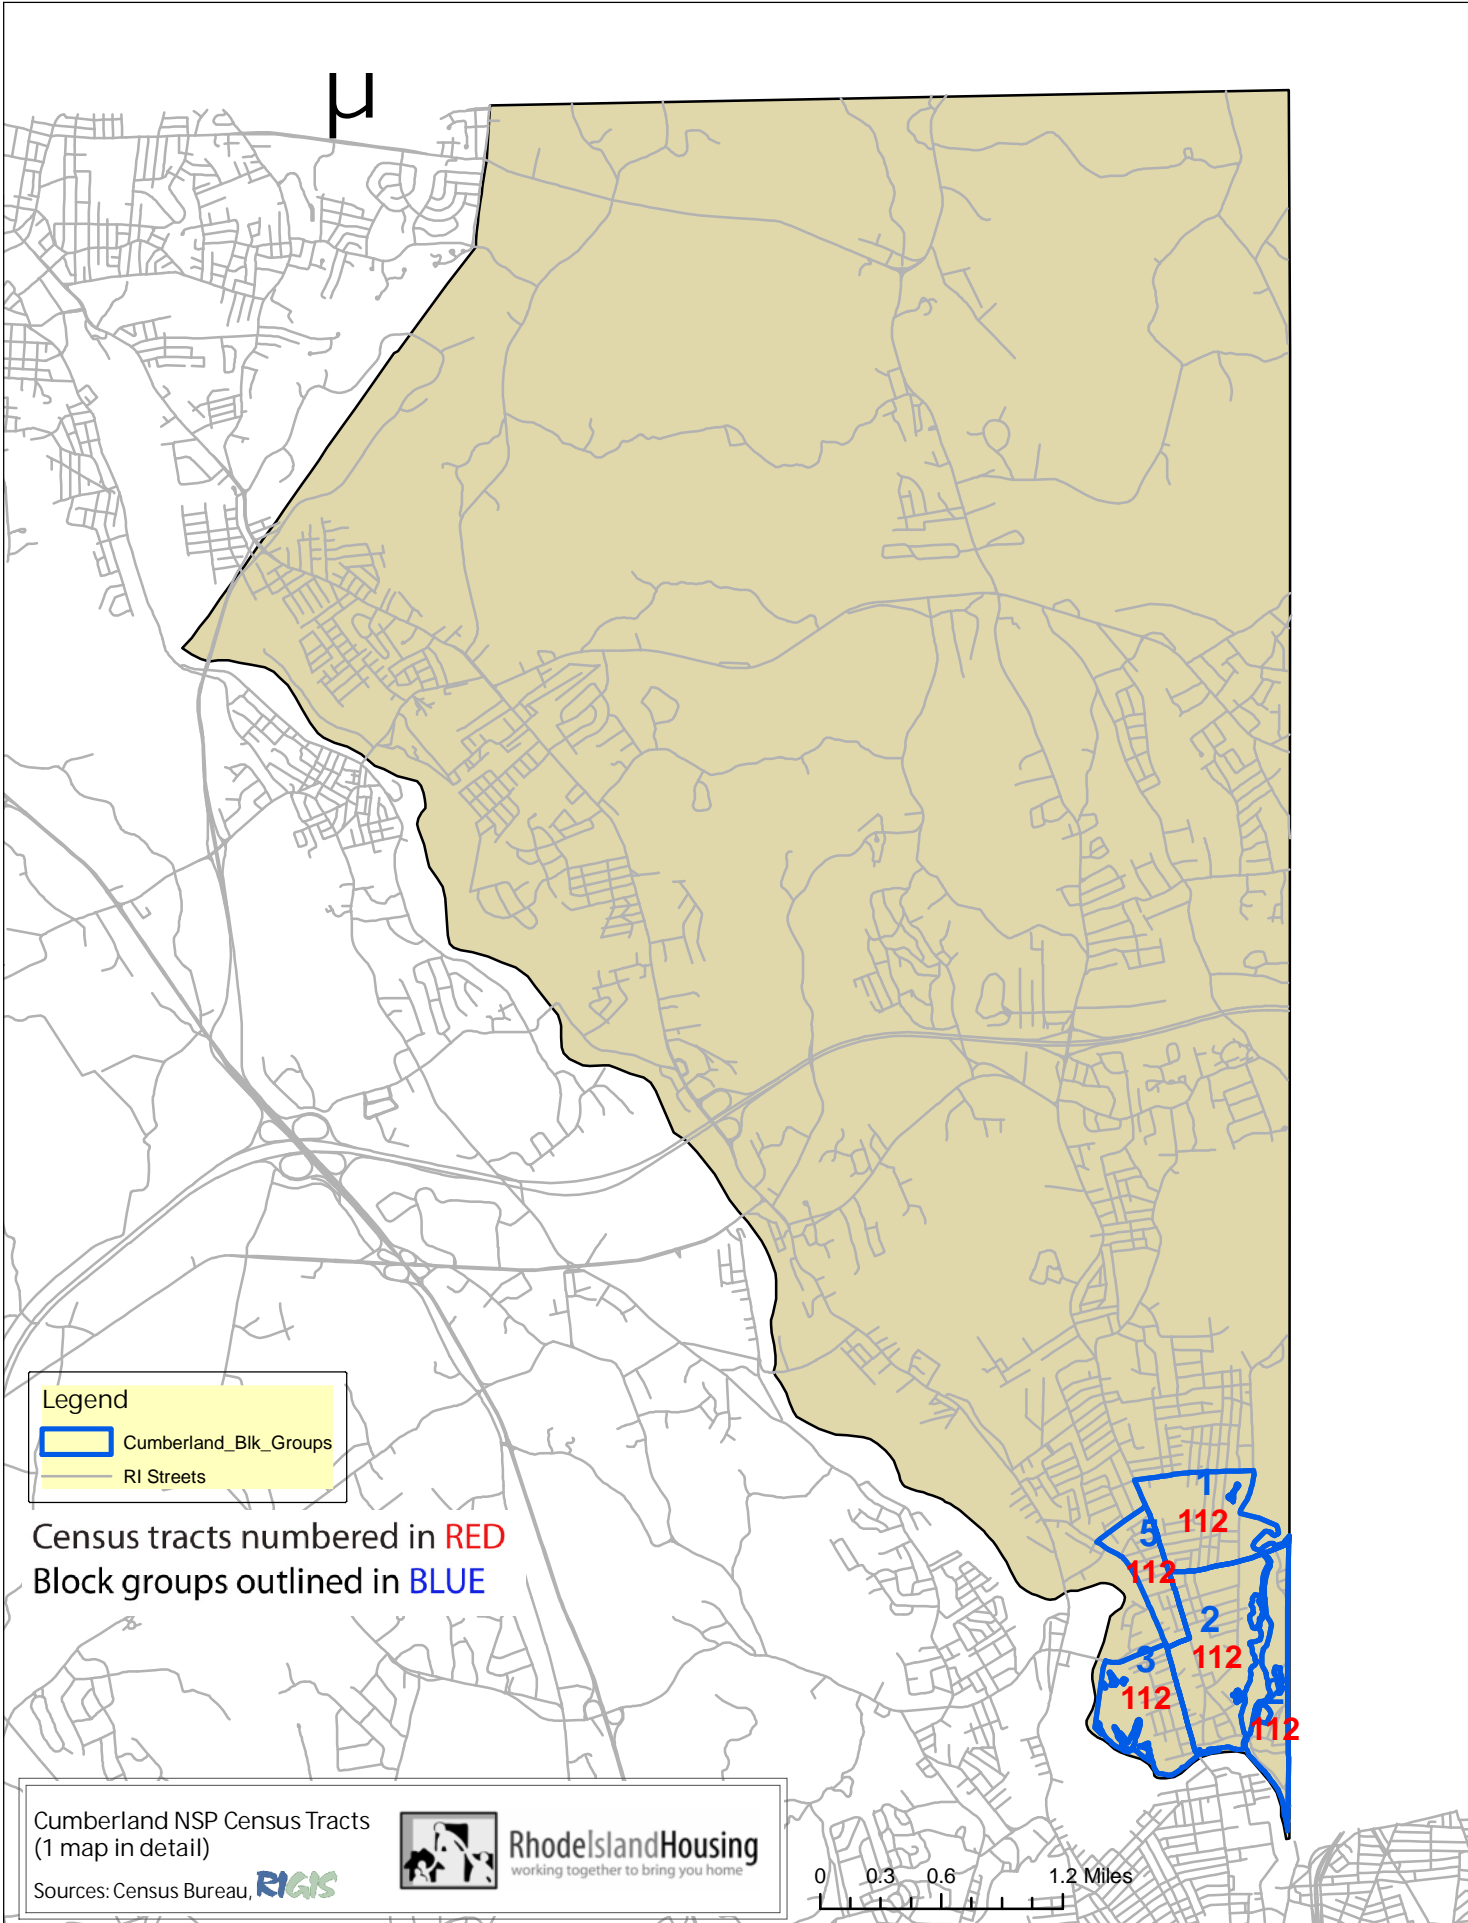 µ
Legend
Cumberland_Blk_Groups
RI Streets
Census tracts numbered in RED
Block groups outlined in BLUE
1
112
5
112
2
112
3
112
2
112
Cumberland NSP Census Tracts
(1 map in detail)
Sources: Census Bureau, RIGIS
RhodeIslandHousing
working together to bring you home
0 0.3 0.6 1.2 Miles